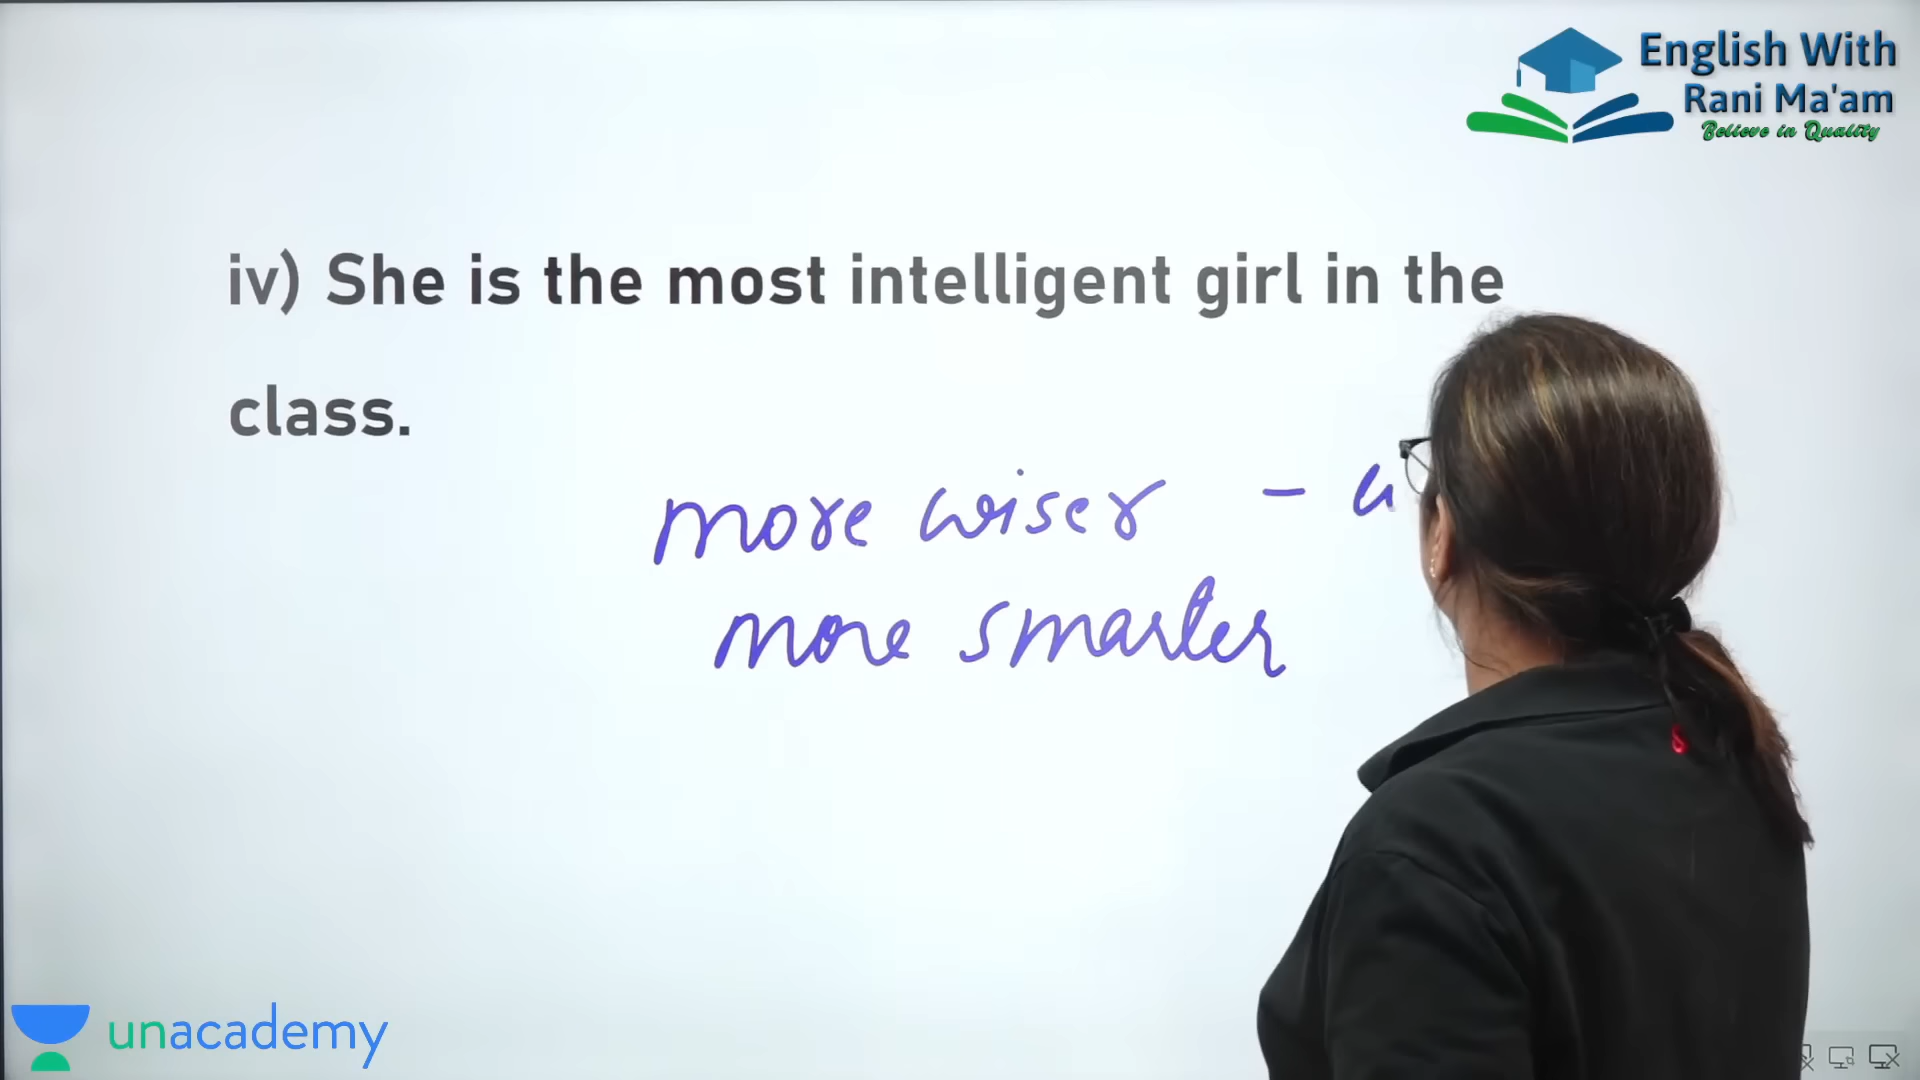 English With
Rani Ma'am
Believe in Quality
iv) She is the most intelligent girl in the
class.
more wiser -
more smarter
unacademy